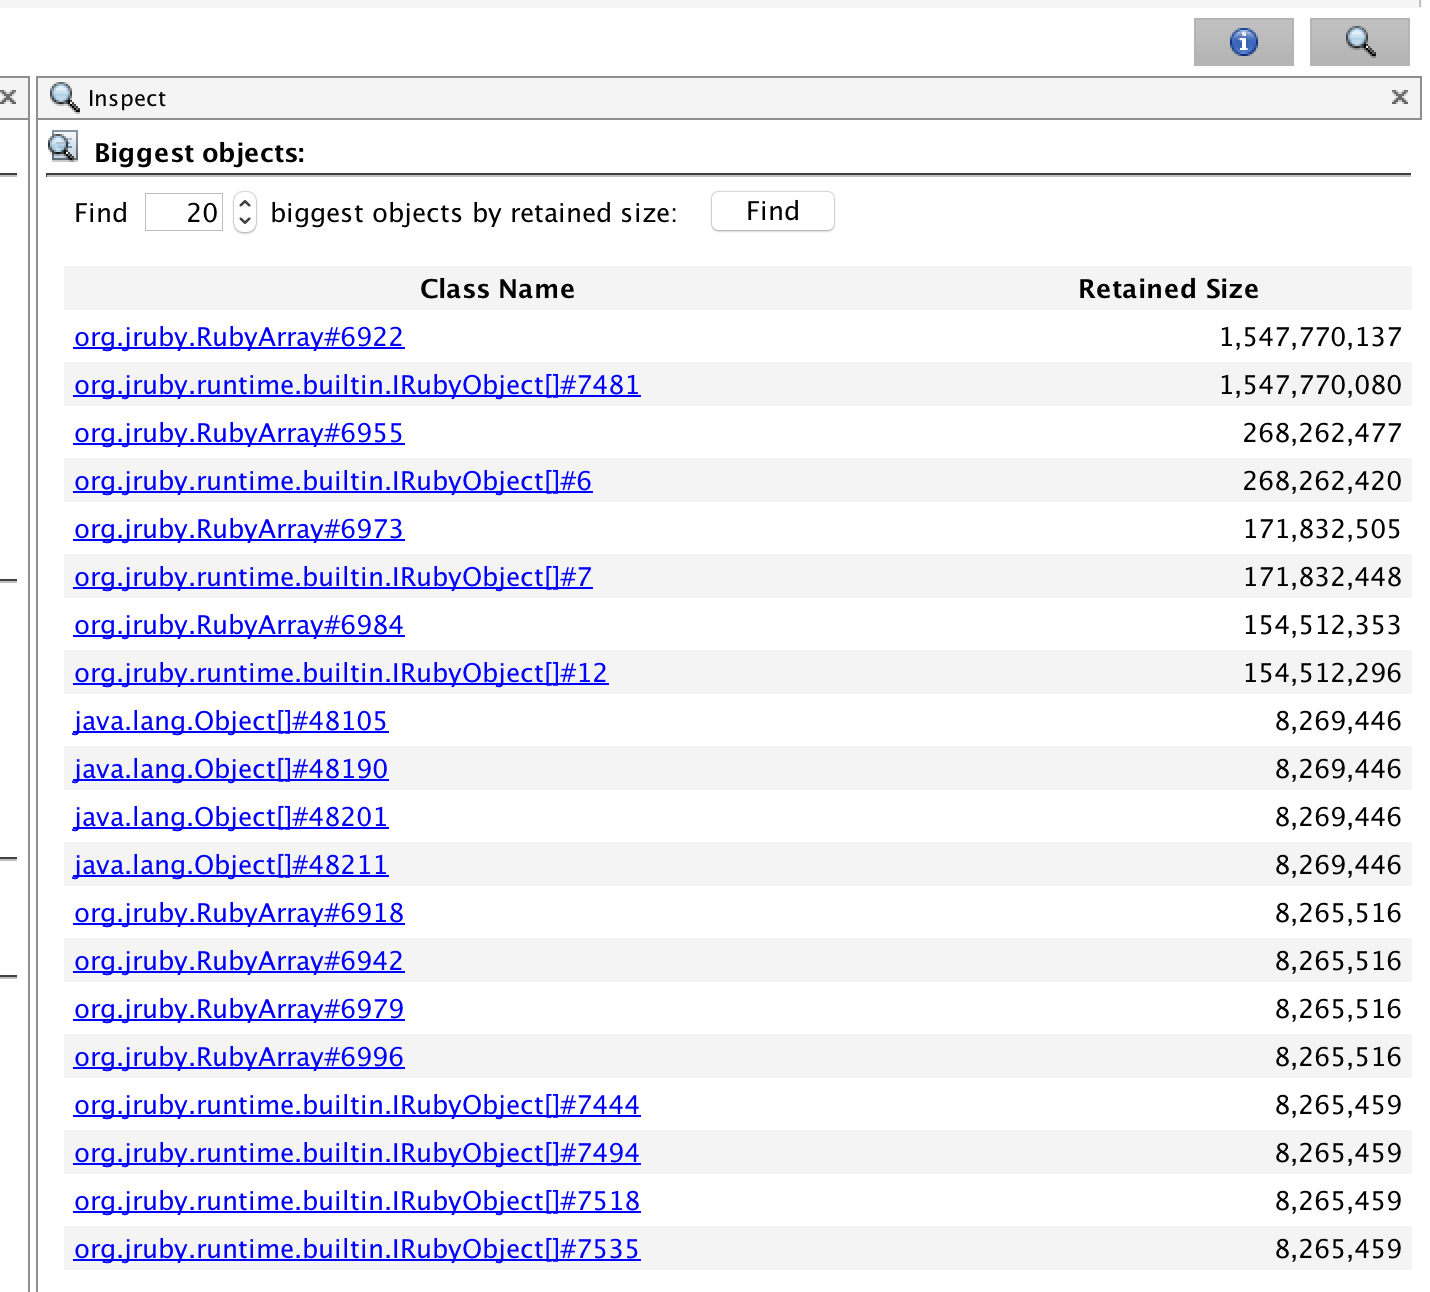 Inspect
Biggest objects:
Find 20 biggest objects by retained size: Find
Class Name Retained Size
org.jruby.RubyArray#6922 1,547,770,137
org.jruby.runtime.builtin.IRubyObject[]#7481 1,547,770,080
org.jruby.RubyArray#6955 268,262,477
org.jruby.runtime.builtin.IRubyObject[]#6 268,262,420
org.jruby.RubyArray#6973 171,832,505
org.jruby.runtime.builtin.IRubyObject[]#7 171,832,448
org.jruby.RubyArray#6984 154,512,353
org.jruby.runtime.builtin.IRubyObject[]#12 154,512,296
java.lang.Object[]#48105 8,269,446
java.lang.Object[]#48190 8,269,446
java.lang.Object[]#48201 8,269,446
java.lang.Object[]#48211 8,269,446
org.jruby.RubyArray#6918 8,265,516
org.jruby.RubyArray#6942 8,265,516
org.jruby.RubyArray#6979 8,265,516
org.jruby.RubyArray#6996 8,265,516
org.jruby.runtime.builtin.IRubyObject[]#7444 8,265,459
org.jruby.runtime.builtin.IRubyObject[]#7494 8,265,459
org.jruby.runtime.builtin.IRubyObject[]#7518 8,265,459
org.jruby.runtime.builtin.IRubyObject[]#7535 8,265,459